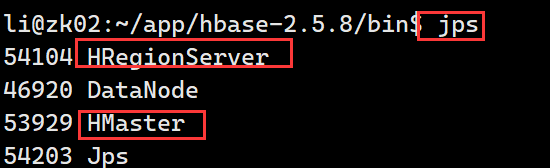 li@zk02:~/app/hbase-2.5.8/bin$ jps
54104 HRegionServer
46920 DataNode
53929 HMaster
54203 Jps